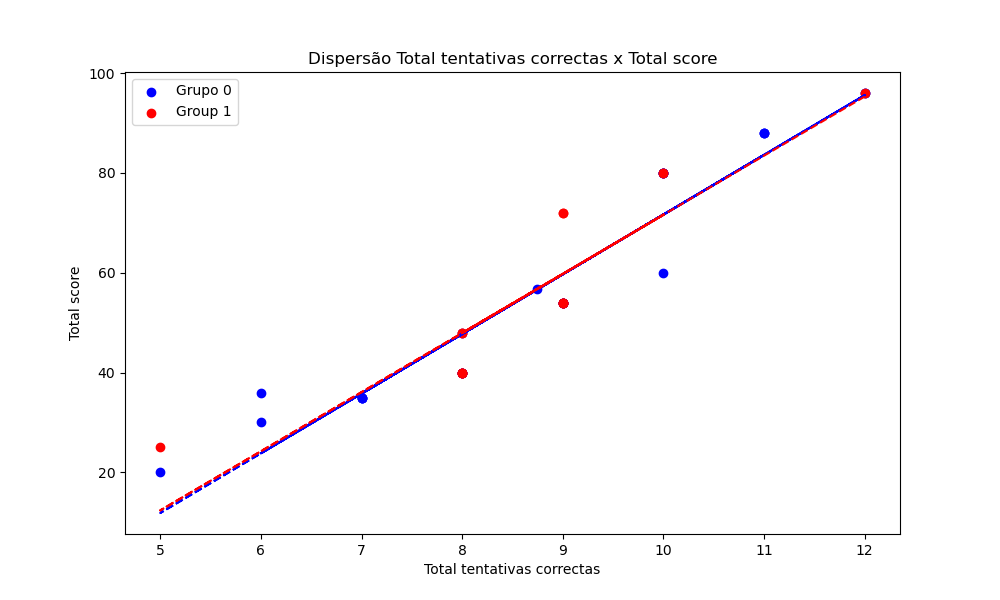 Dispersão Total tentativas correctas x Total score
Grupo 0
Group 1
Total score
100
80
60
40
20
5 6 7 8 9 10 11 12
Total tentativas correctas